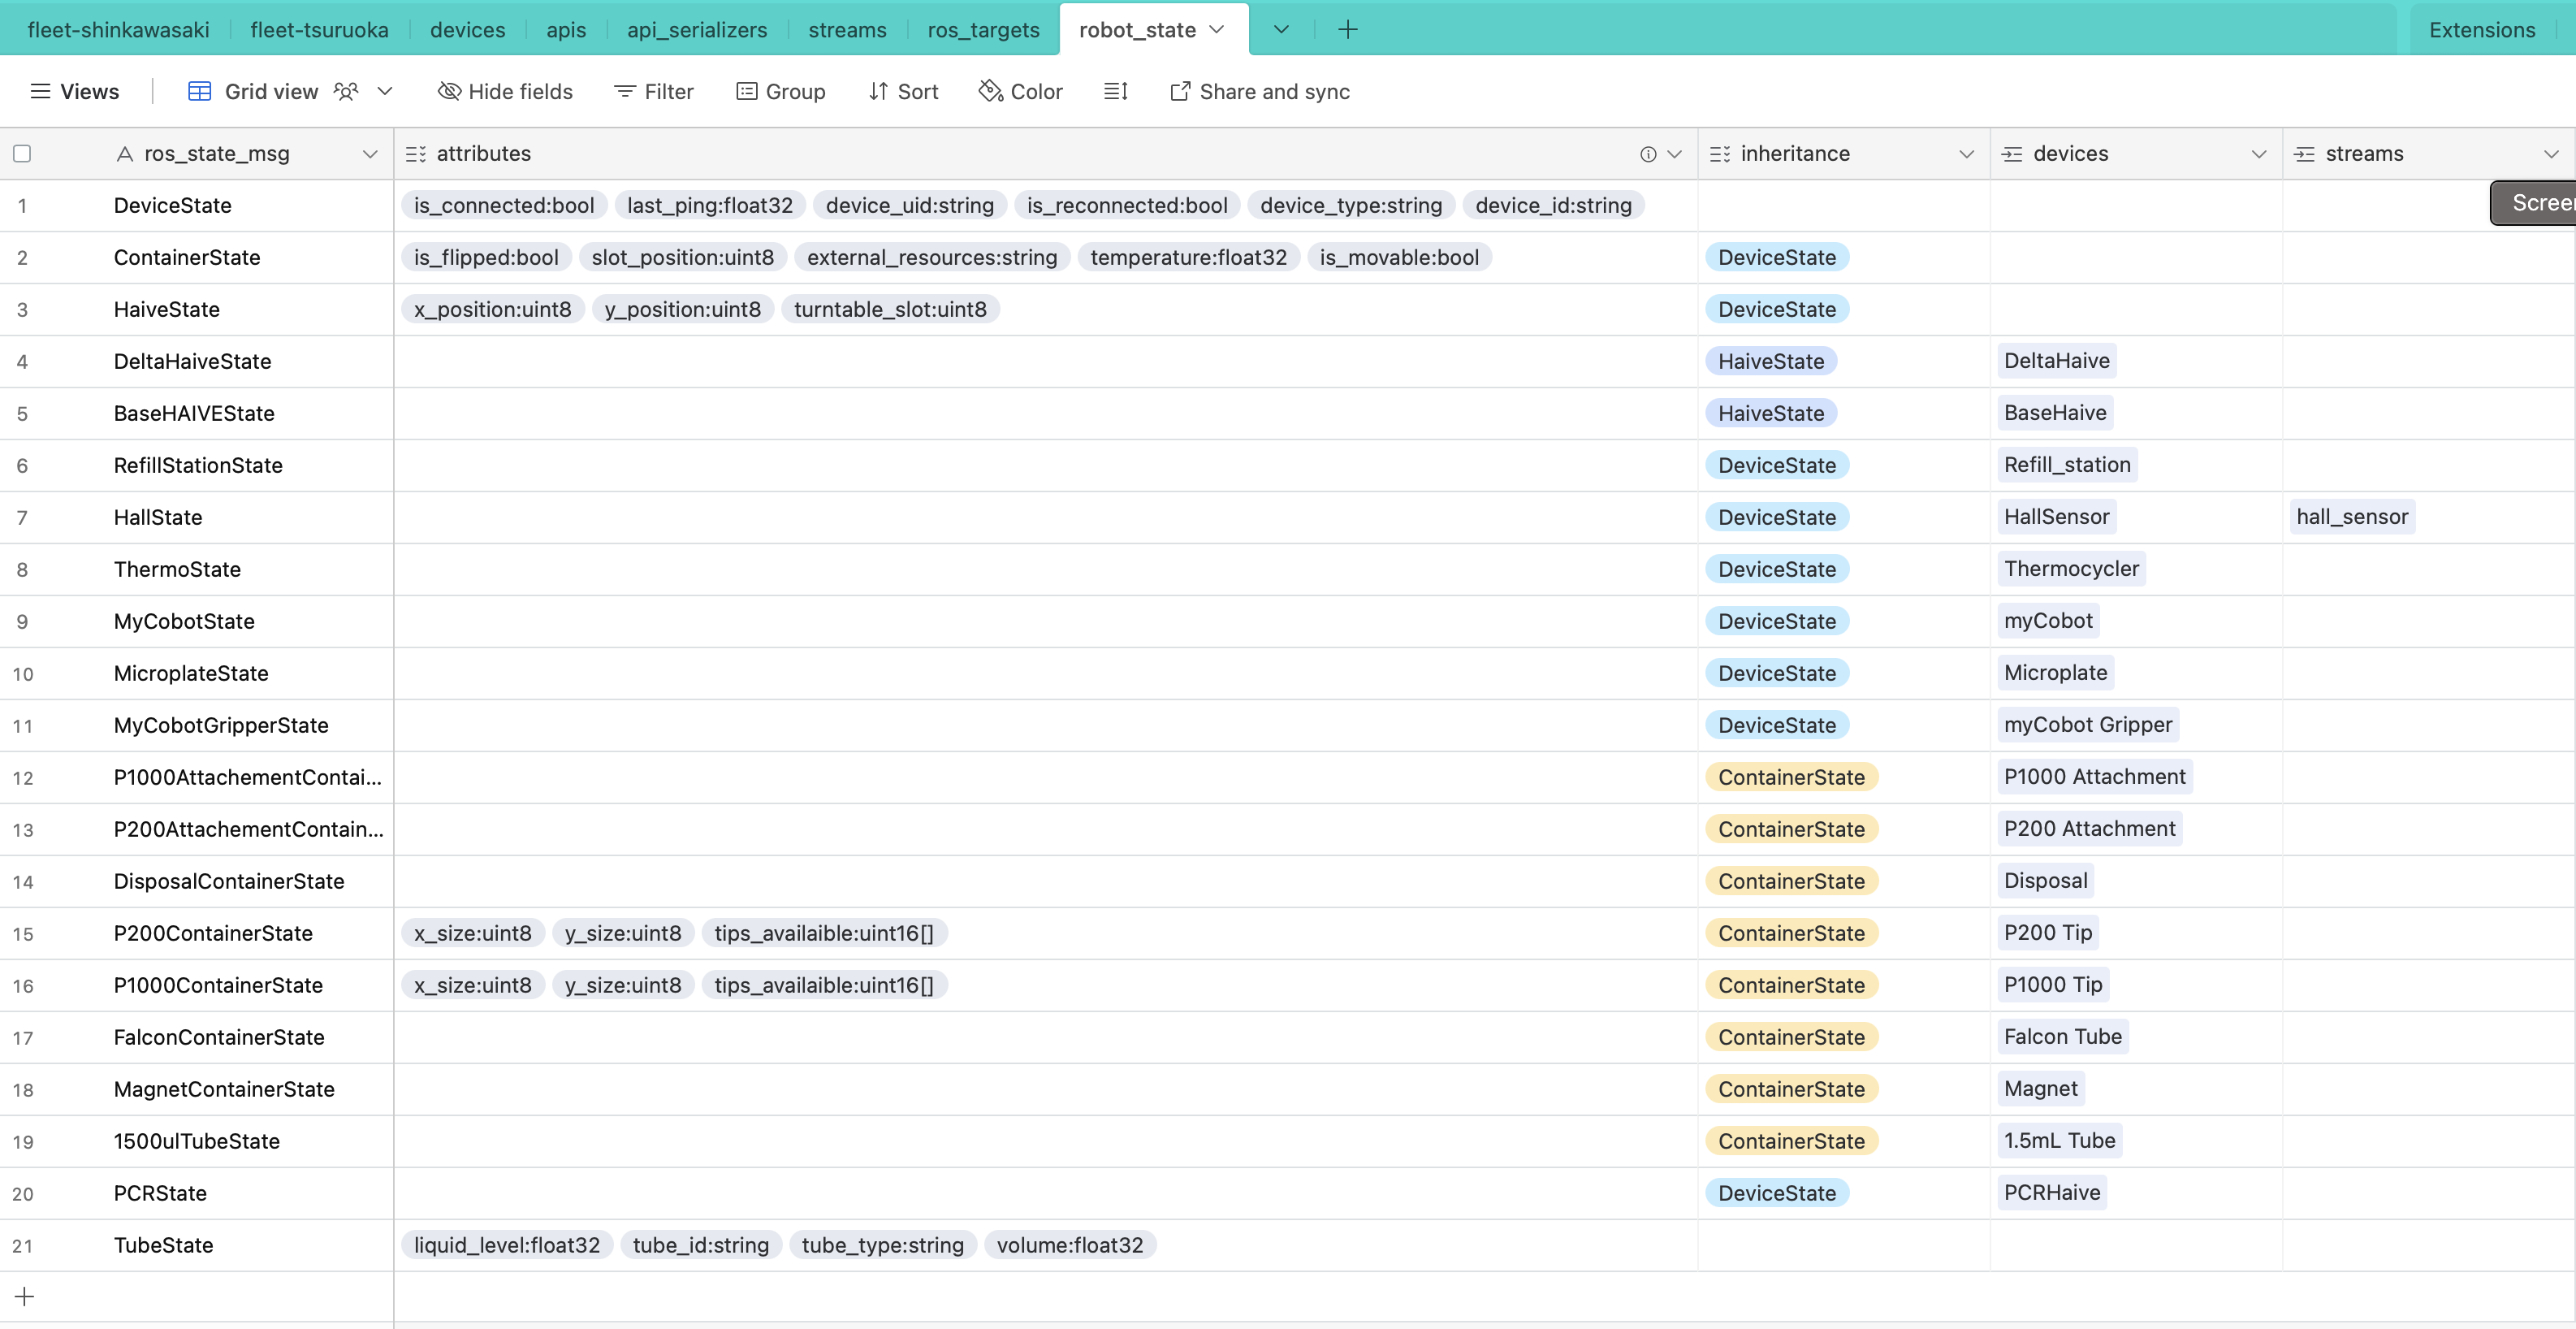 fleet-shinkawasaki fleet-tsuruoka devices apis api_serializers streams ros_targets robot_state Extensions
Views Grid view Hide fields Filter Group Sort Color Share and sync
ros_state_msg attributes inheritance devices streams
1 DeviceState is_connected:bool last_ping:float32 device_uid:string is_reconnected:bool device_type:string device_id:string
2 ContainerState is_flipped:bool slot_position:uint8 external_resources:string temperature:float32 is_movable:bool DeviceState
3 HaiveState x_position:uint8 y_position:uint8 turntable_slot:uint8 DeviceState
4 DeltaHaiveState HaiveState DeltaHaive
5 BaseHAIVEState HaiveState BaseHaive
6 RefillStationState DeviceState Refill_station
7 HallState DeviceState HallSensor hall_sensor
8 ThermoState DeviceState Thermocycler
9 MyCobotState DeviceState myCobot
10 MicroplateState DeviceState Microplate
11 MyCobotGripperState DeviceState myCobot Gripper
12 P1000AttachementContai... ContainerState P1000 Attachment
13 P200AttachementContain... ContainerState P200 Attachment
14 DisposalContainerState ContainerState Disposal
15 P200ContainerState x_size:uint8 y_size:uint8 tips_availaible:uint16[] ContainerState P200 Tip
16 P1000ContainerState x_size:uint8 y_size:uint8 tips_availaible:uint16[] ContainerState P1000 Tip
17 FalconContainerState ContainerState Falcon Tube
18 MagnetContainerState ContainerState Magnet
19 1500ulTubeState ContainerState 1.5mL Tube
20 PCRState DeviceState PCRHaive
21 TubeState liquid_level:float32 tube_id:string tube_type:string volume:float32